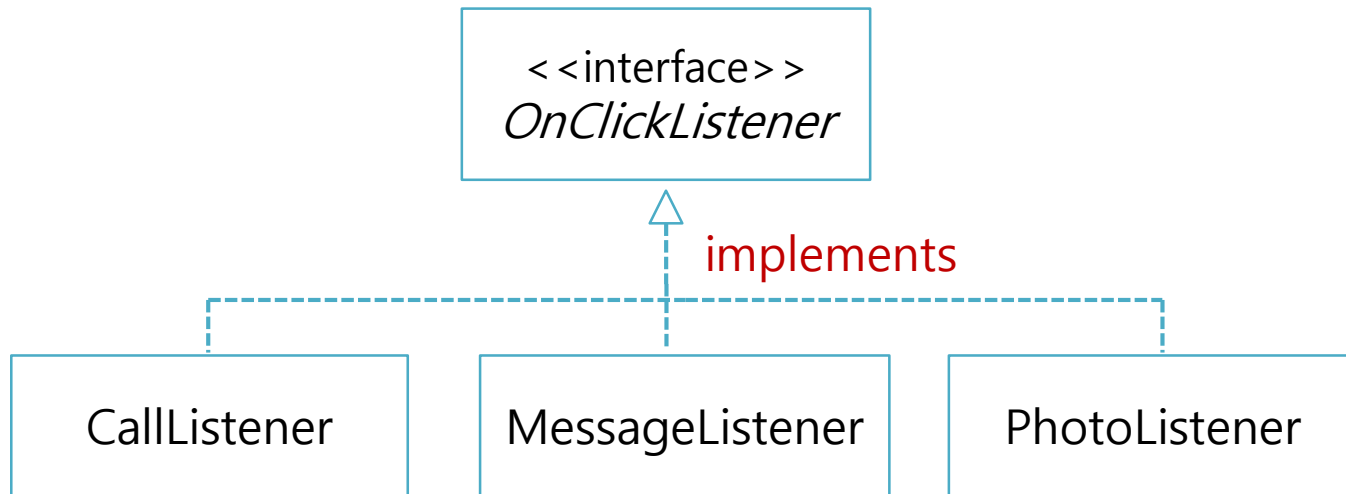 <<interface>>
OnClickListener
implements
CallListener
MessageListener
PhotoListener